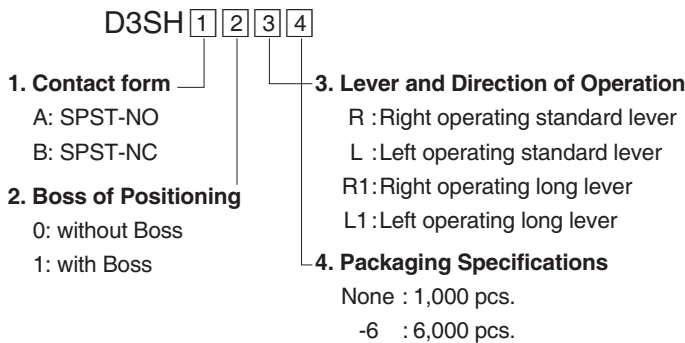 D3SH 1 2 3 4
1. Contact form
A: SPST-NO
B: SPST-NC
2. Boss of Positioning
0: without Boss
1: with Boss
3. Lever and Direction of Operation
R :Right operating standard lever
L :Left operating standard lever
R1:Right operating long lever
L1:Left operating long lever
4. Packaging Specifications
None : 1,000 pcs.
-6 : 6,000 pcs.